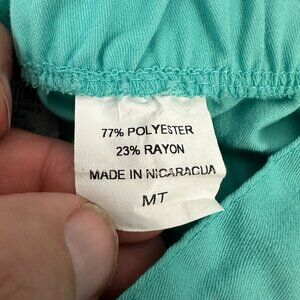 77% POLYESTER
23% RAYON
MADE IN NICARAGUA
MT